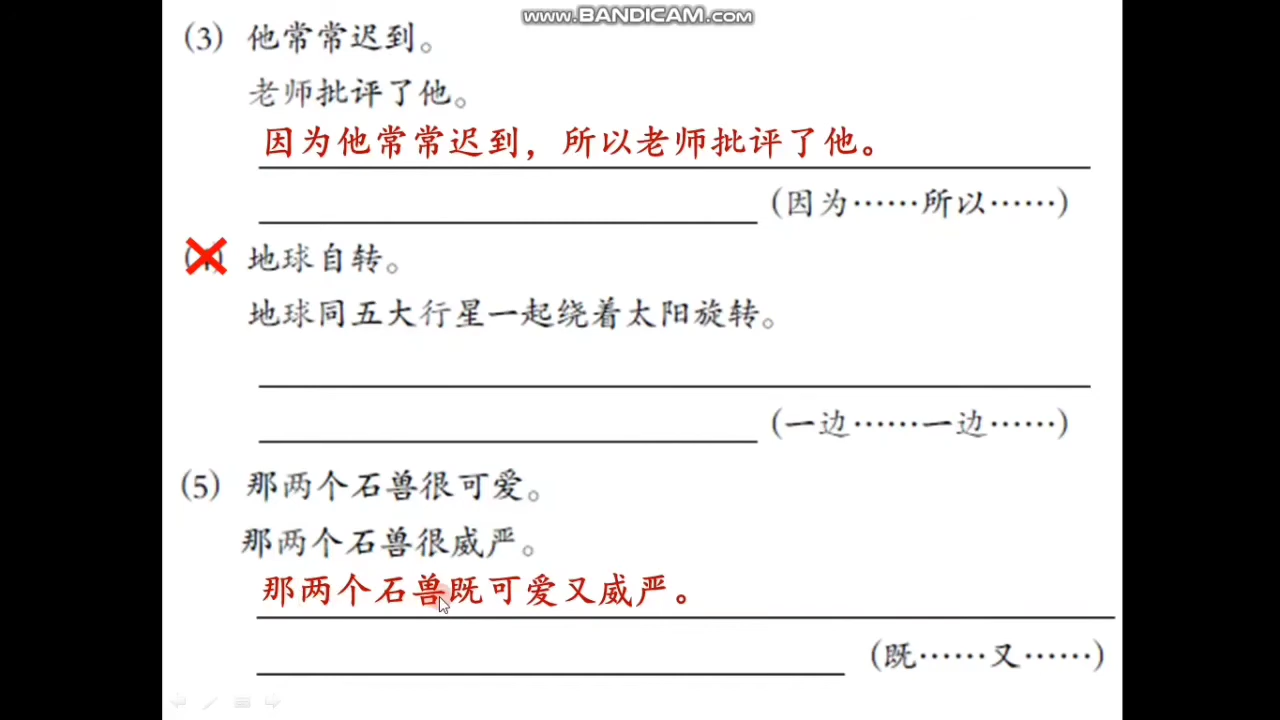 www.BANDICAM.com
(3) 他常常迟到。
老师批评了他。
因为他常常迟到，所以老师批评了他。
(因为……所以……)
地球自转。
地球同五大行星一起绕着太阳旋转。
(一边……一边……)
(5) 那两个石兽很可爱。
那两个石兽很威严。
那两个石兽既可爱又威严。
(既……又……)